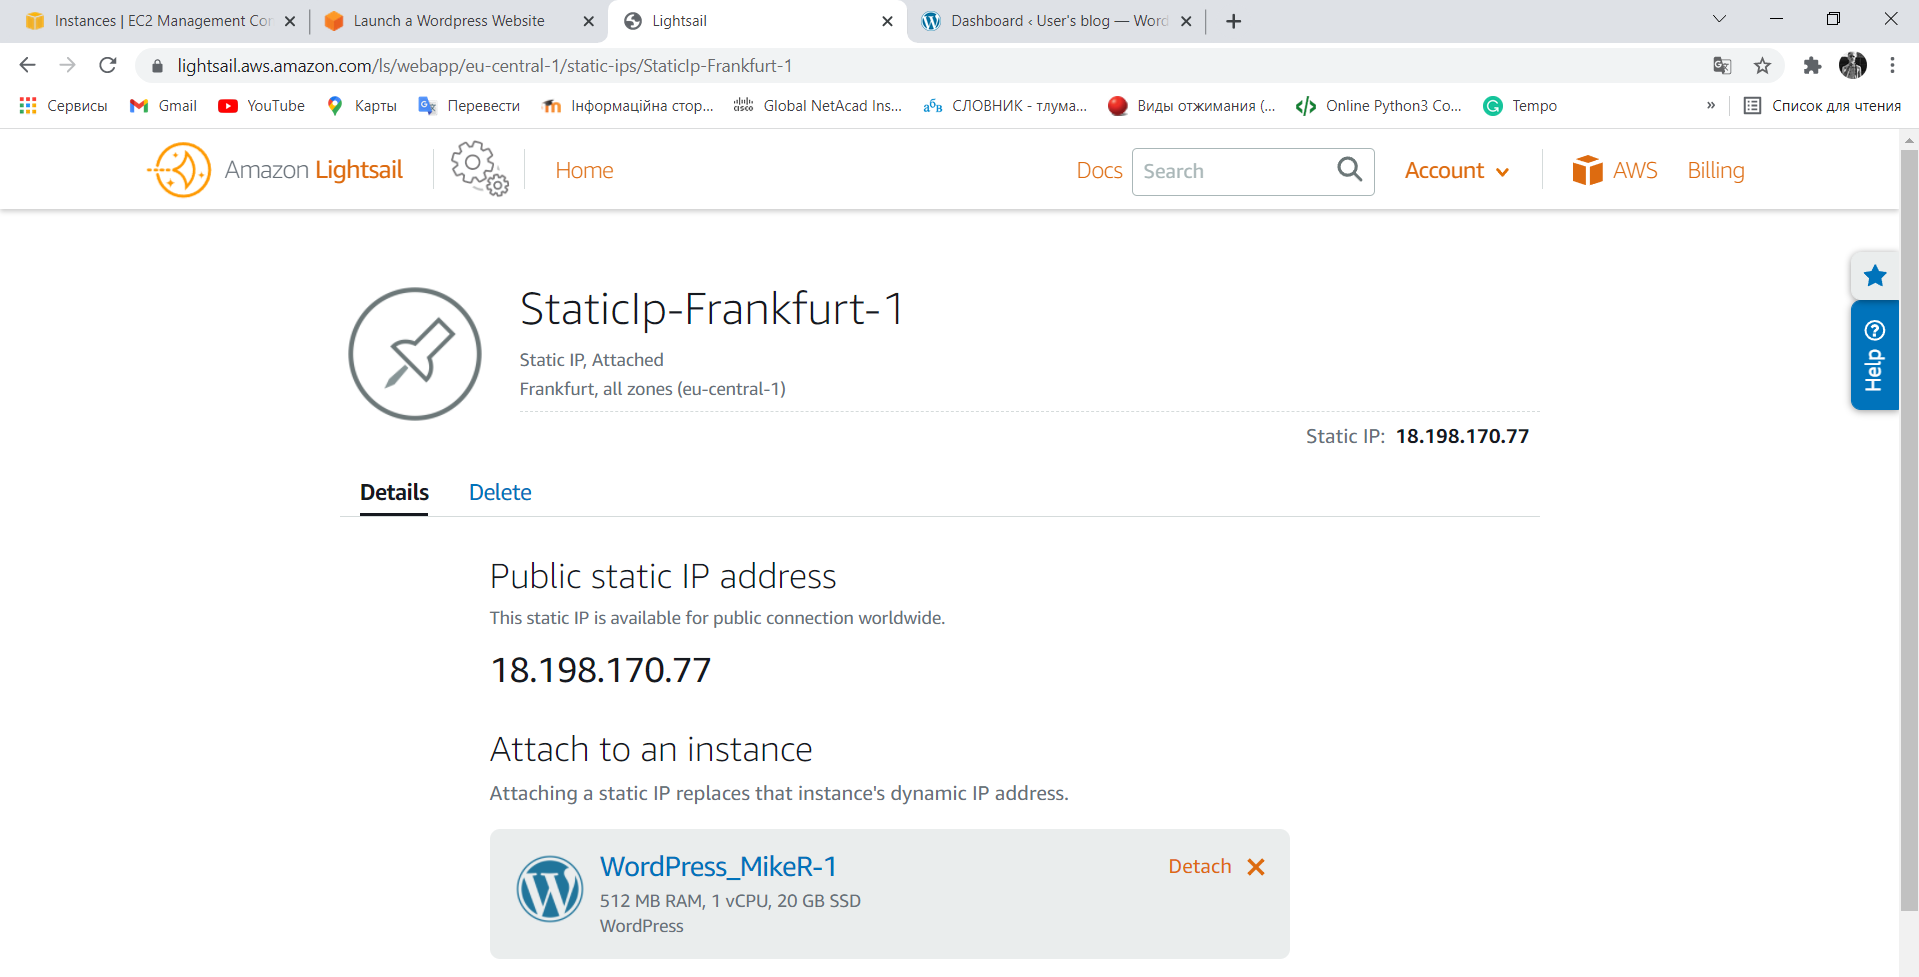 Instances | EC2 Management Con
Launch a Wordpress Website
Lightsail
Dashboard ‹ User's blog — Word
lightsail.aws.amazon.com/ls/webapp/eu-central-1/static-ips/StaticIp-Frankfurt-1
Сервисы Gmail YouTube Карты Перевести Інформаційна стор... Global NetAcad Ins... СЛОВНИК - тлума... Виды отжимания (... Online Python3 Co... Tempo » Список для чтения
Amazon Lightsail Home Docs Search Account AWS Billing
StaticIp-Frankfurt-1
Static IP, Attached
Frankfurt, all zones (eu-central-1)
Static IP: 18.198.170.77
Help
Details Delete
Public static IP address
This static IP is available for public connection worldwide.
18.198.170.77
Attach to an instance
Attaching a static IP replaces that instance's dynamic IP address.
WordPress_MikeR-1 Detach
512 MB RAM, 1 vCPU, 20 GB SSD
WordPress